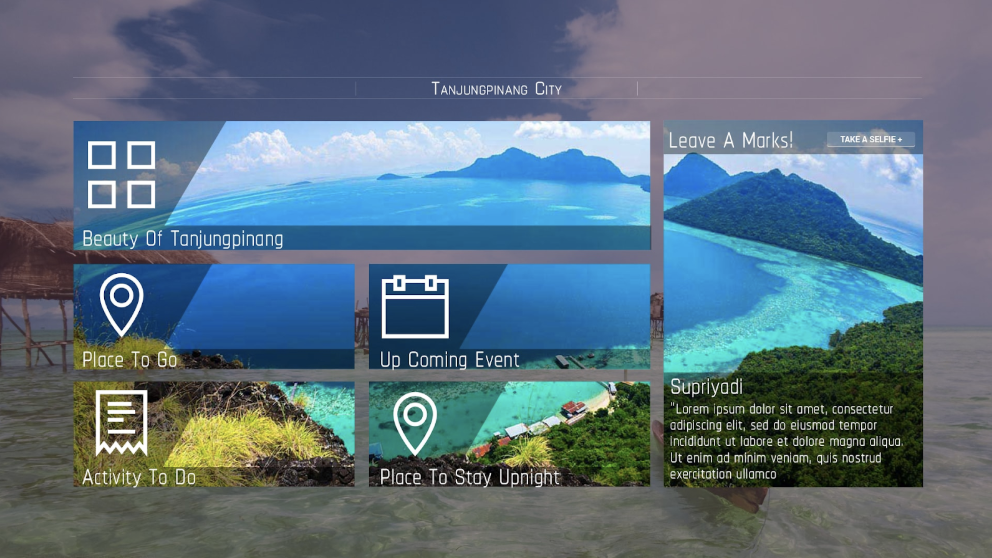 Tanjungpinang City
Beauty Of Tanjungpinang
Leave A Marks!
TAKE A SELFIE +
Place To Go
Up Coming Event
Activity To Do
Place To Stay Upnight
Supriyadi
"Lorem ipsum dolor sit amet, consectetur
adipiscing elit, sed do eiusmod tempor
incididunt ut labore et dolore magna aliqua.
Ut enim ad minim veniam, quis nostrud
exercitation ullamco